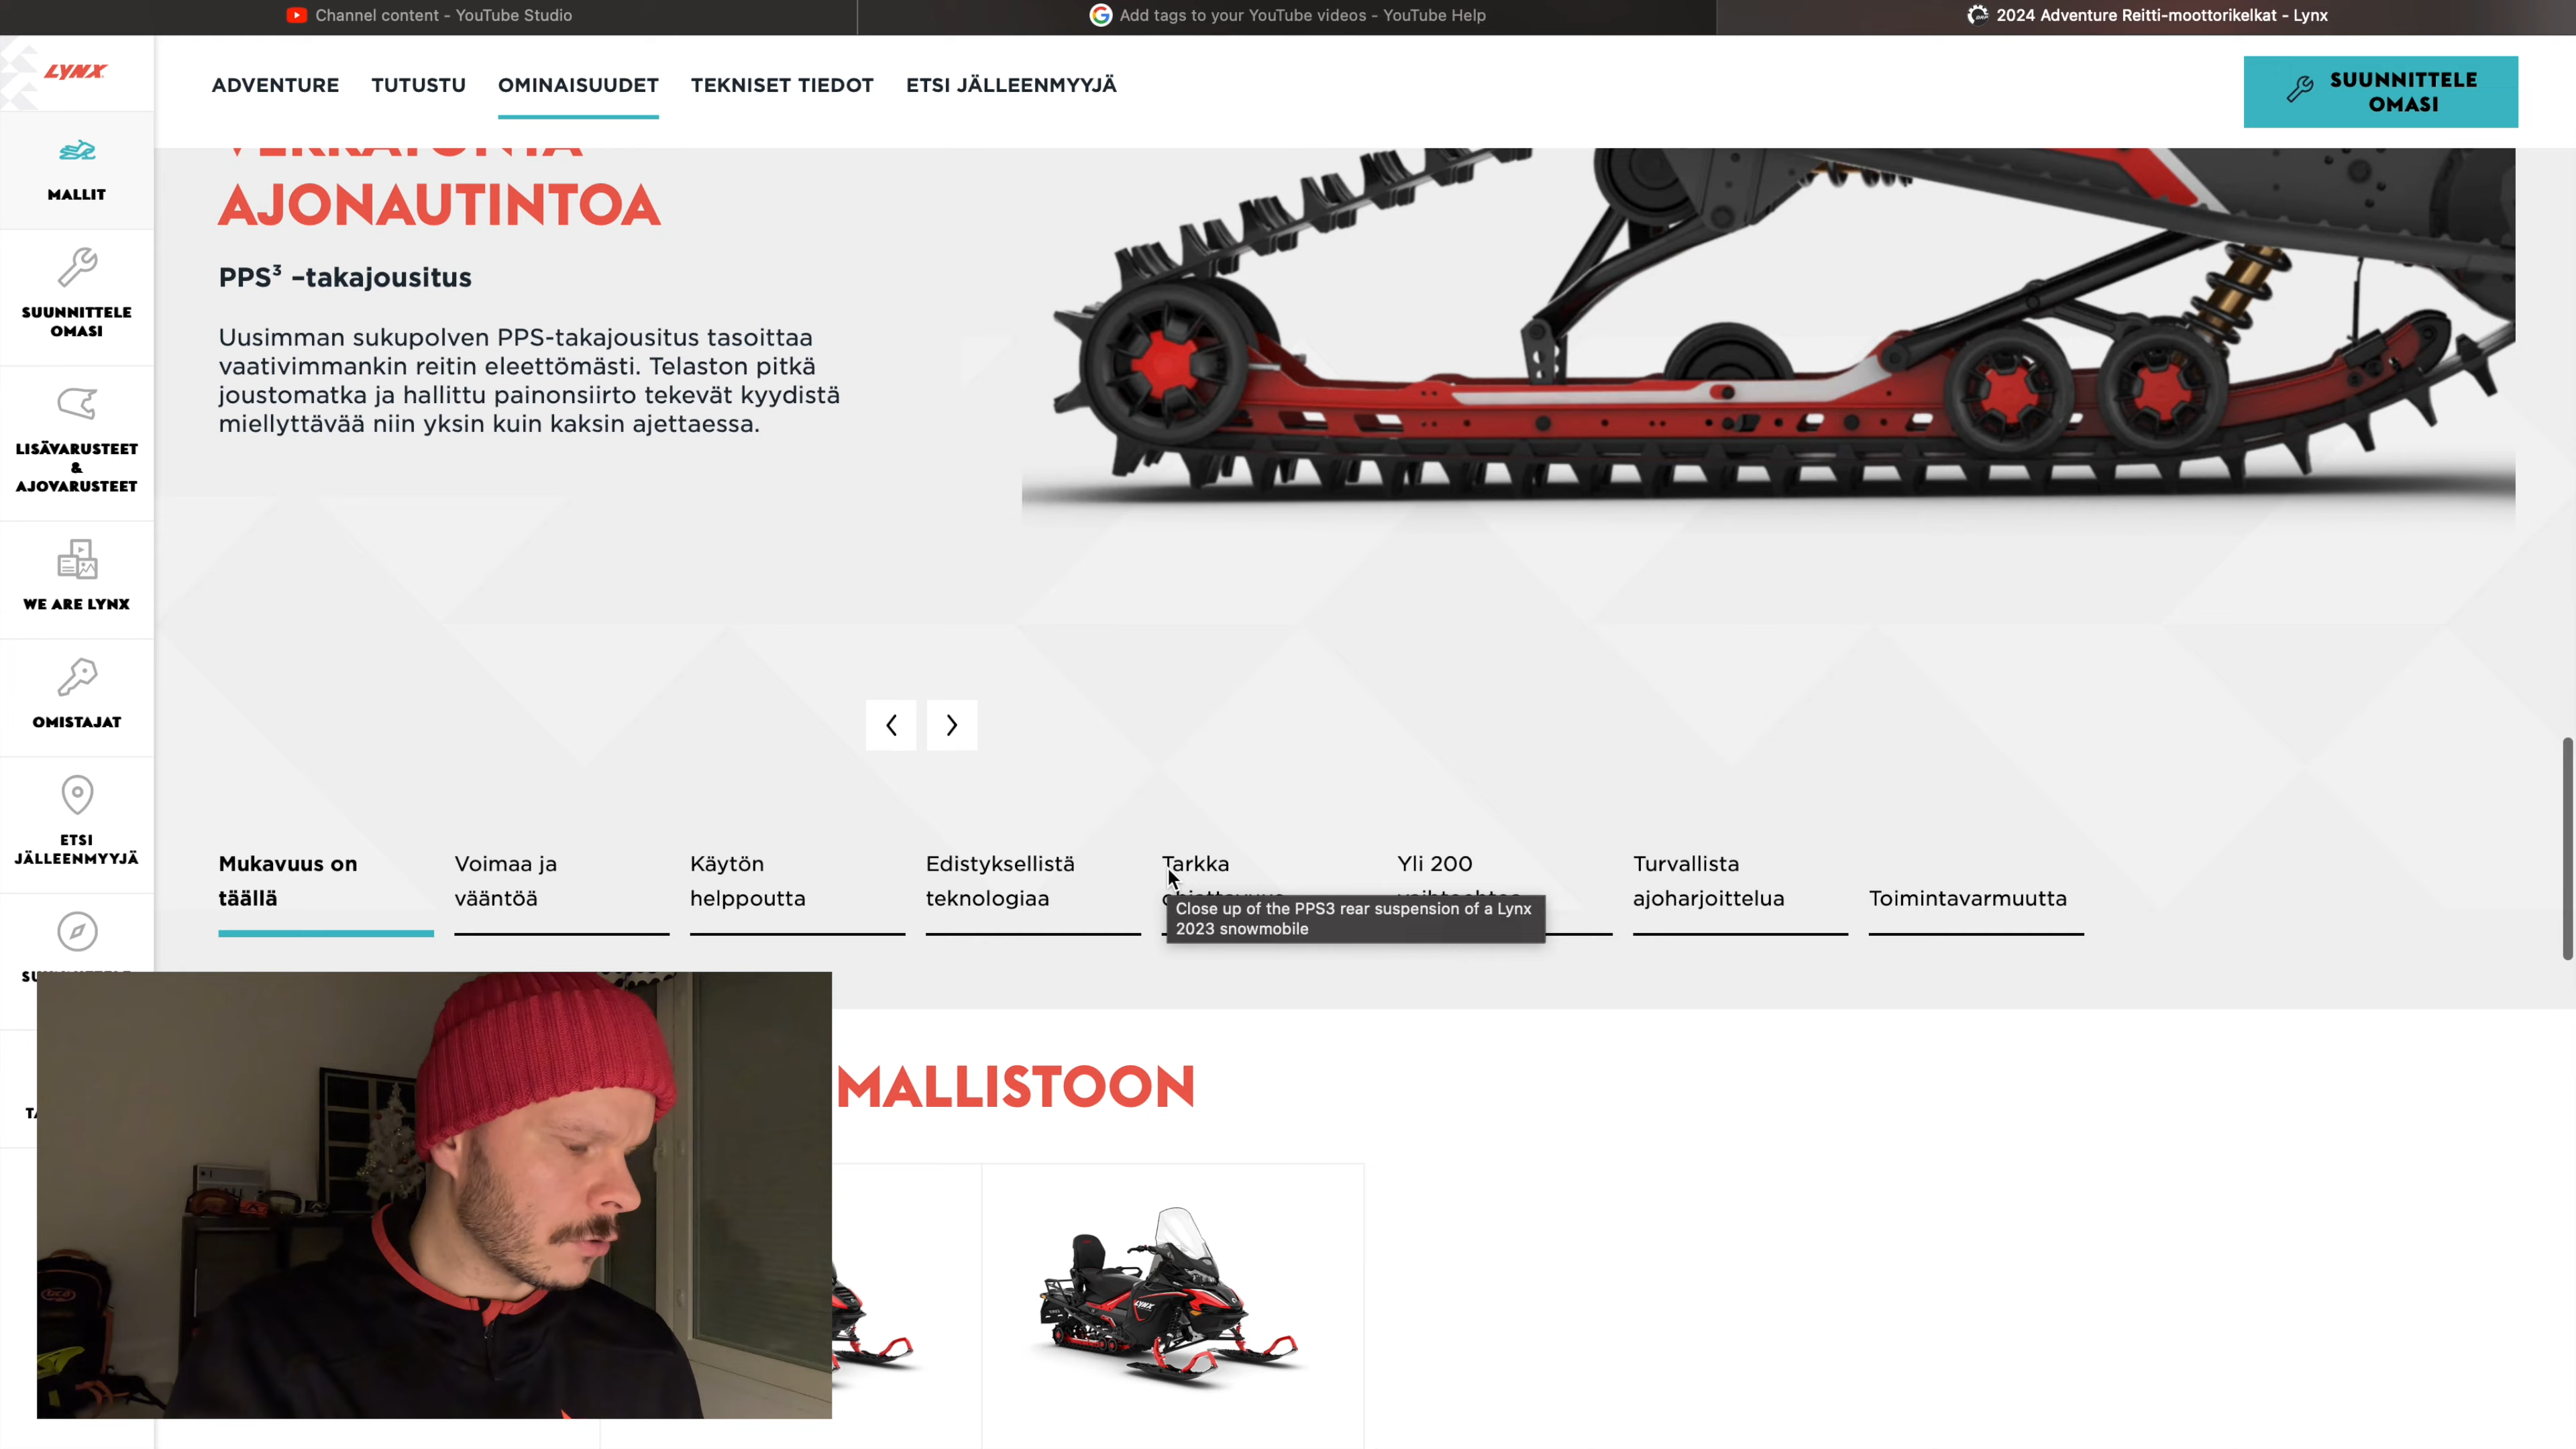 Channel content - YouTube Studio
Add tags to your YouTube videos - YouTube Help
2024 Adventure Reitti-moottorikelkat - Lynx
LYNX
ADVENTURE
TUTUSTU
OMINAISUUDET
TEKNISET TIEDOT
ETSI JÄLLEENMYYJÄ
SUUNNITTELE
OMASI
MALLIT
SUUNNITTELE
OMASI
LISÄVARUSTEET
&
AJOVARUSTEET
WE ARE LYNX
OMISTAJAT
ETSI
JÄLLEENMYYJÄ
AJONAUTINTOA
PPS³ –takajousitus
Uusimman sukupolven PPS-takajousitus tasoittaa
vaativimmankin reitin eleettömästi. Telaston pitkä
joustomatka ja hallittu painonsiirto tekevät kyydistä
miellyttävää niin yksin kuin kaksin ajettaessa.
Mukavuus on
täällä
Voimaa ja
vääntöä
Käytön
helppoutta
Edistyksellistä
teknologiaa
Tarkka
Yli 200
Turvallista
ajoharjoittelua
Toimintavarmuutta
Close up of the PPS3 rear suspension of a Lynx
2023 snowmobile
MALLISTOON
LYNX